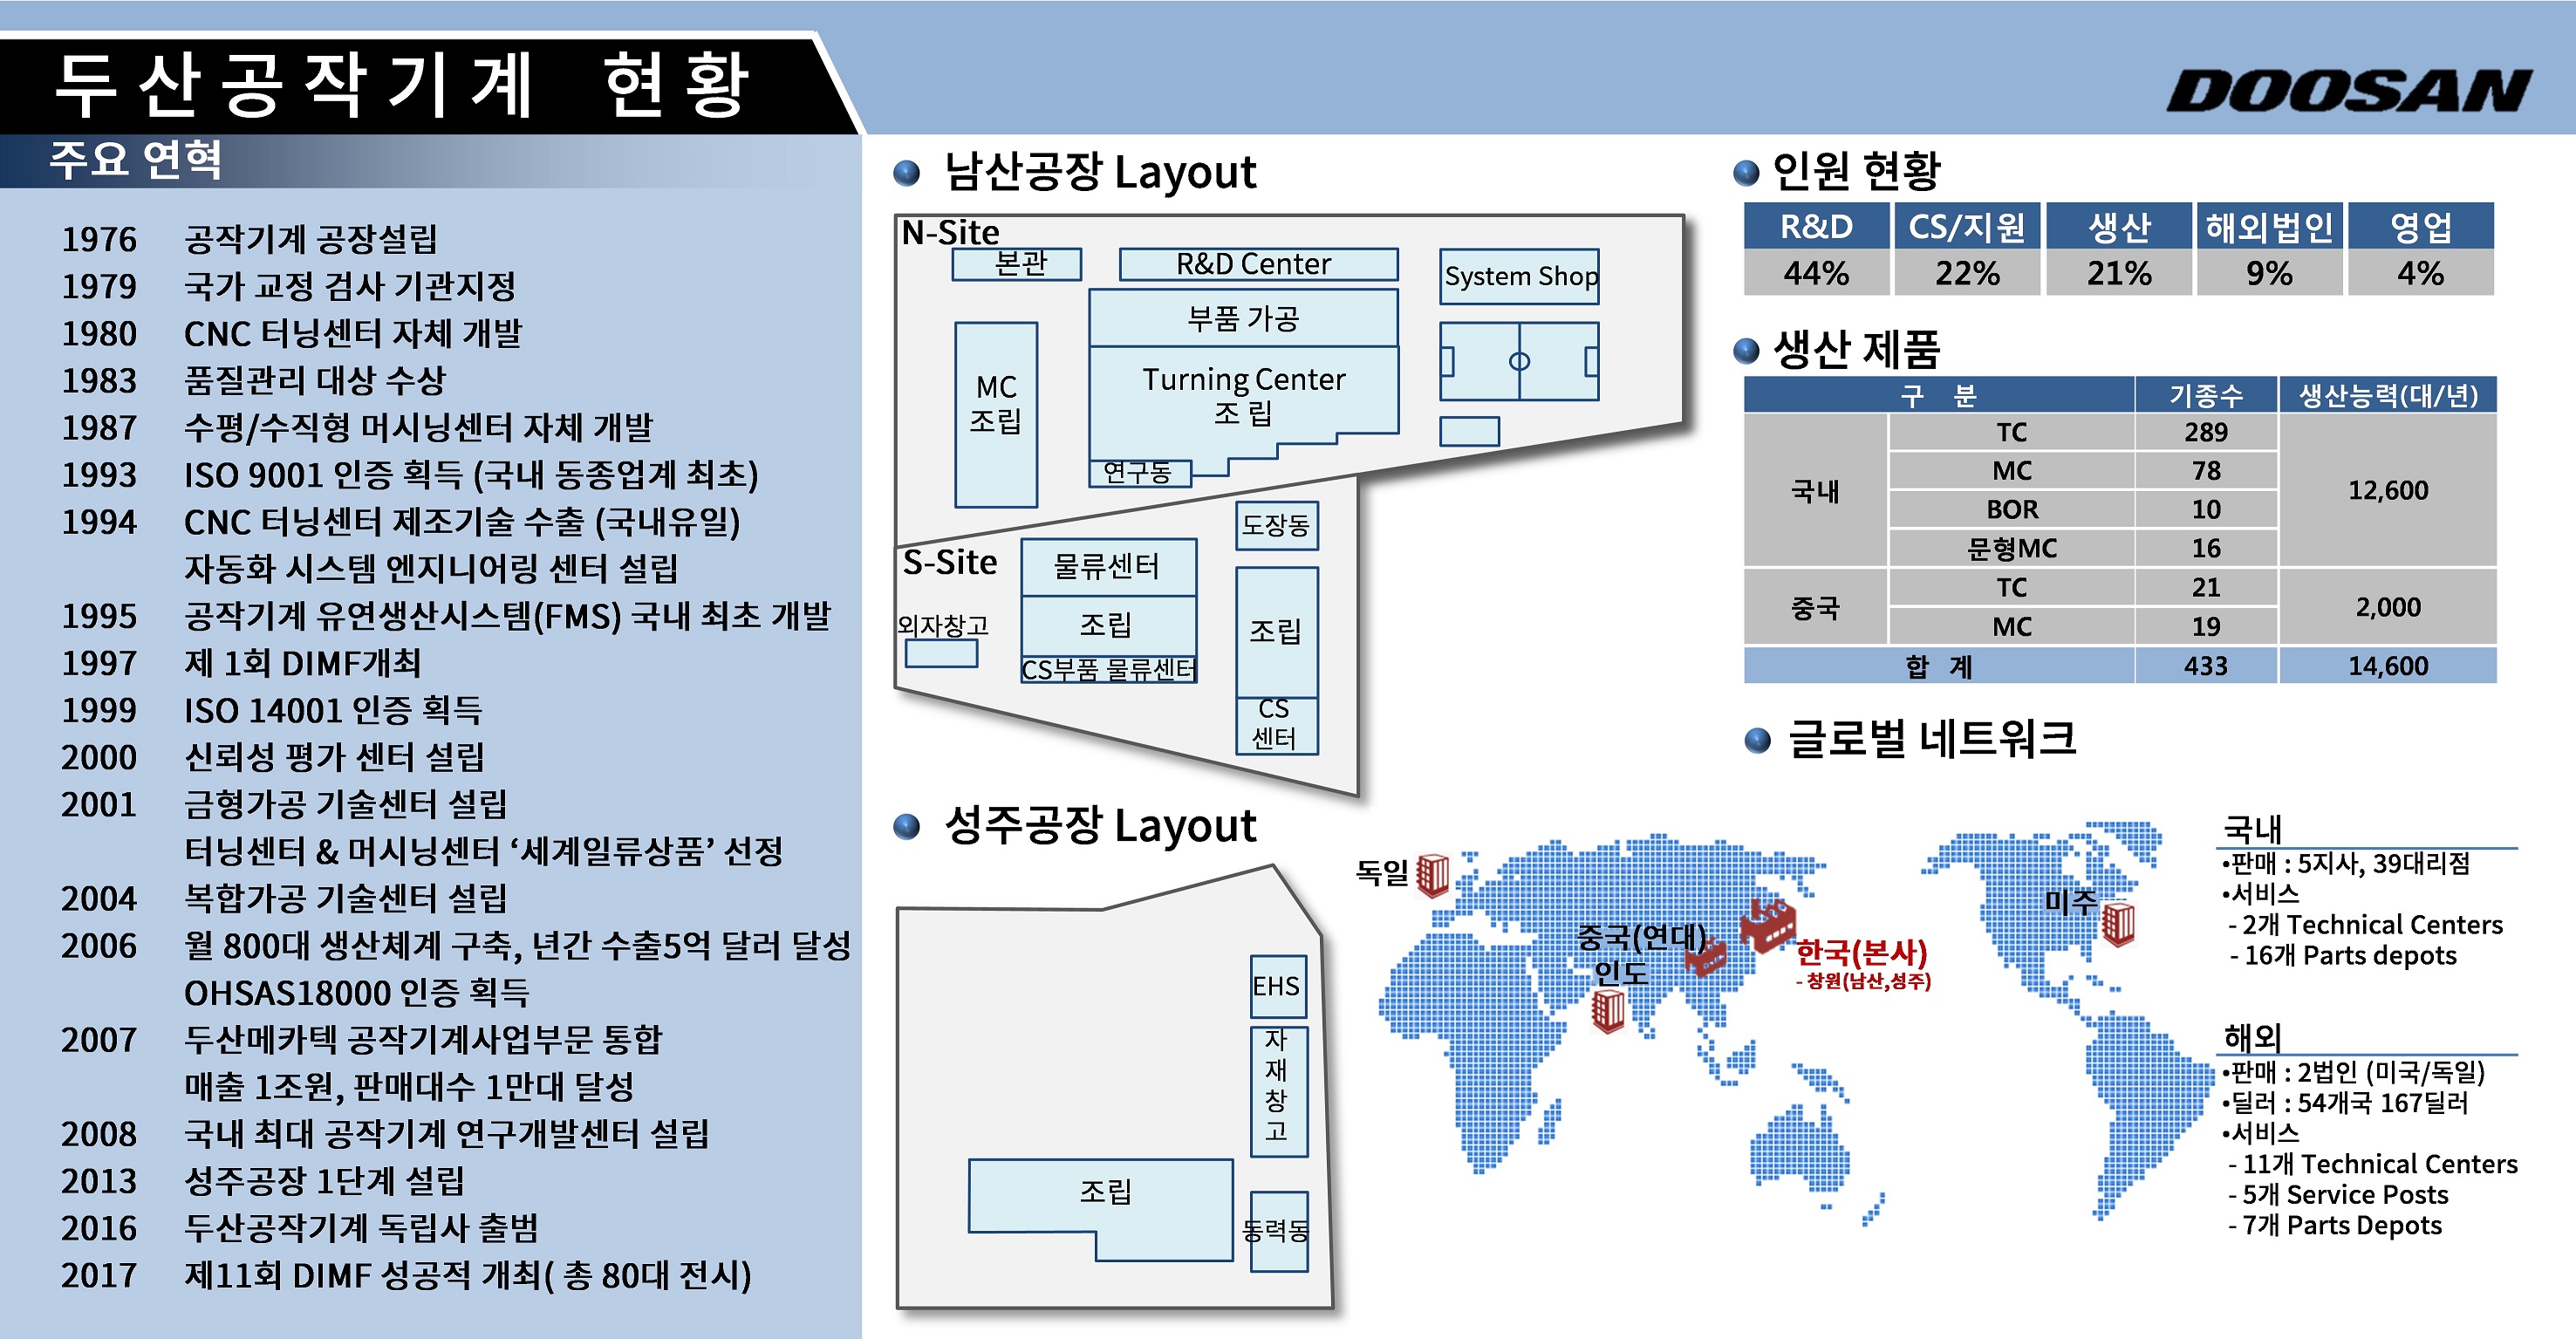 두산공작기계 현황
DOOSAN
주요 연혁
1976 공작기계 공장설립
1979 국가 교정 검사 기관지정
1980 CNC 터닝센터 자체 개발
1983 품질관리 대상 수상
1987 수평/수직형 머시닝센터 자체 개발
1993 ISO 9001 인증 획득 (국내 동종업계 최초)
1994 CNC 터닝센터 제조기술 수출 (국내유일)
자동화 시스템 엔지니어링 센터 설립
1995 공작기계 유연생산시스템(FMS) 국내 최초 개발
1997 제 1회 DIMF개최
1999 ISO 14001 인증 획득
2000 신뢰성 평가 센터 설립
2001 금형가공 기술센터 설립
터닝센터 & 머시닝센터 ‘세계일류상품’ 선정
2004 복합가공 기술센터 설립
2006 월 800대 생산체계 구축, 년간 수출5억 달러 달성
OHSAS18000 인증 획득
2007 두산메카텍 공작기계사업부문 통합
매출 1조원, 판매대수 1만대 달성
2008 국내 최대 공작기계 연구개발센터 설립
2013 성주공장 1단계 설립
2016 두산공작기계 독립사 출범
2017 제11회 DIMF 성공적 개최( 총 80대 전시)
남산공장 Layout
N-Site
본관
R&D Center
System Shop
부품 가공
MC
조립
Turning Center
조 립
연구동
S-Site
도장동
물류센터
외자창고
조립
조립
CS부품 물류센터
CS
센터
성주공장 Layout
EHS
자
재
창
고
조립
동력동
인원 현황
R&D CS/지원 생산 해외법인 영업
44% 22% 21% 9% 4%
생산 제품
구 분 기종수 생산능력(대/년)
국내 TC 289 12,600
MC 78
BOR 10
문형MC 16
중국 TC 21 2,000
MC 19
합 계 433 14,600
글로벌 네트워크
독일
중국(연대)
인도
한국(본사)
- 창원(남산,성주)
미주
국내
•판매 : 5지사, 39대리점
•서비스
- 2개 Technical Centers
- 16개 Parts depots
해외
•판매 : 2법인 (미국/독일)
•딜러 : 54개국 167딜러
•서비스
- 11개 Technical Centers
- 5개 Service Posts
- 7개 Parts Depots